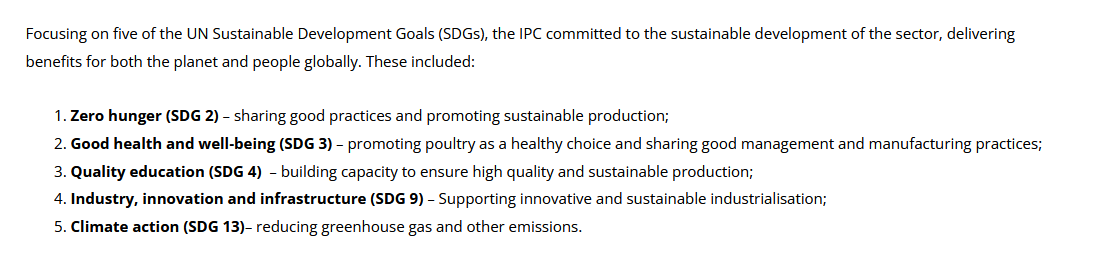 Focusing on five of the UN Sustainable Development Goals (SDGs), the IPC committed to the sustainable development of the sector, delivering
benefits for both the planet and people globally. These included:
1. Zero hunger (SDG 2) – sharing good practices and promoting sustainable production;
2. Good health and well-being (SDG 3) – promoting poultry as a healthy choice and sharing good management and manufacturing practices;
3. Quality education (SDG 4)  – building capacity to ensure high quality and sustainable production;
4. Industry, innovation and infrastructure (SDG 9) – Supporting innovative and sustainable industrialisation;
5. Climate action (SDG 13)– reducing greenhouse gas and other emissions.